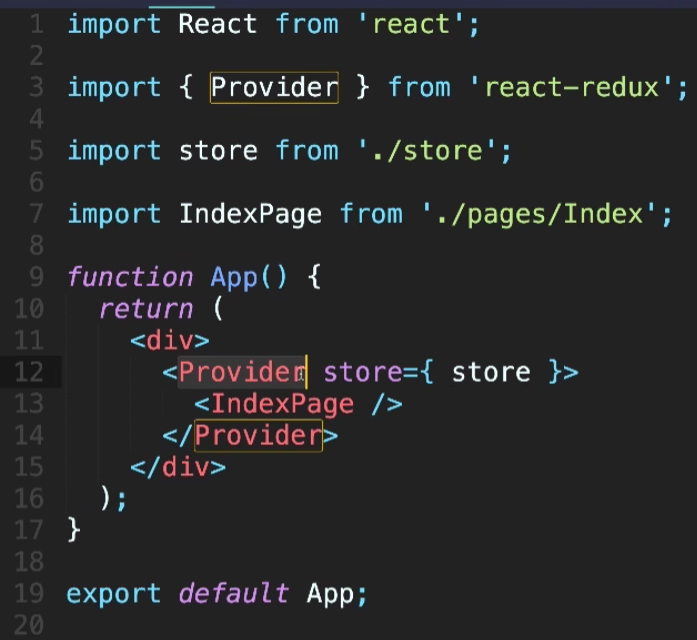 1 import React from 'react';
2
3 import { Provider } from 'react-redux';
4
5 import store from './store';
6
7 import IndexPage from './pages/Index';
8
9 function App() {
10   return (
11     <div>
12       <Provider store={ store }>
13         <IndexPage />
14       </Provider>
15     </div>
16   );
17 }
18
19 export default App;
20